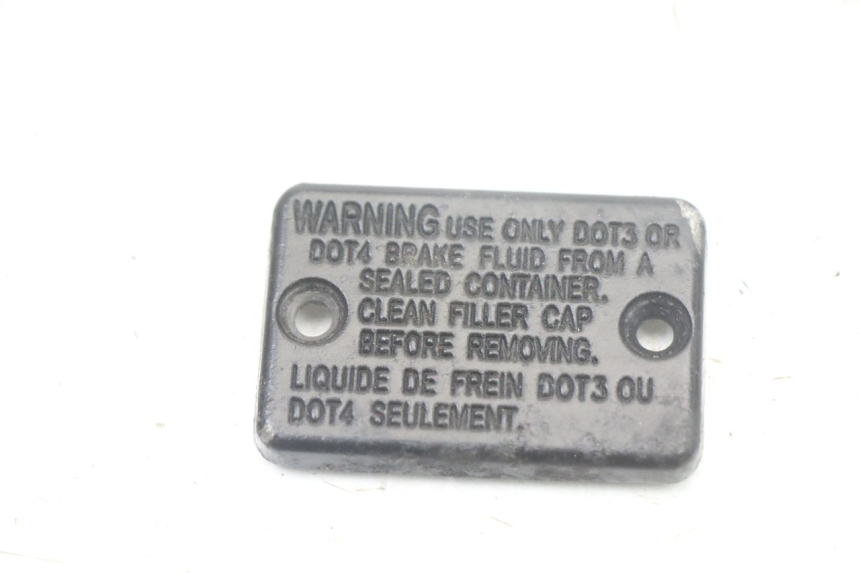 WARNING USE ONLY DOT3 OR
DOT4 BRAKE FLUID FROM A
SEALED CONTAINER.
CLEAN FILLER CAP
BEFORE REMOVING.
LIQUIDE DE FREIN DOT3 OU
DOT4 SEULEMENT.